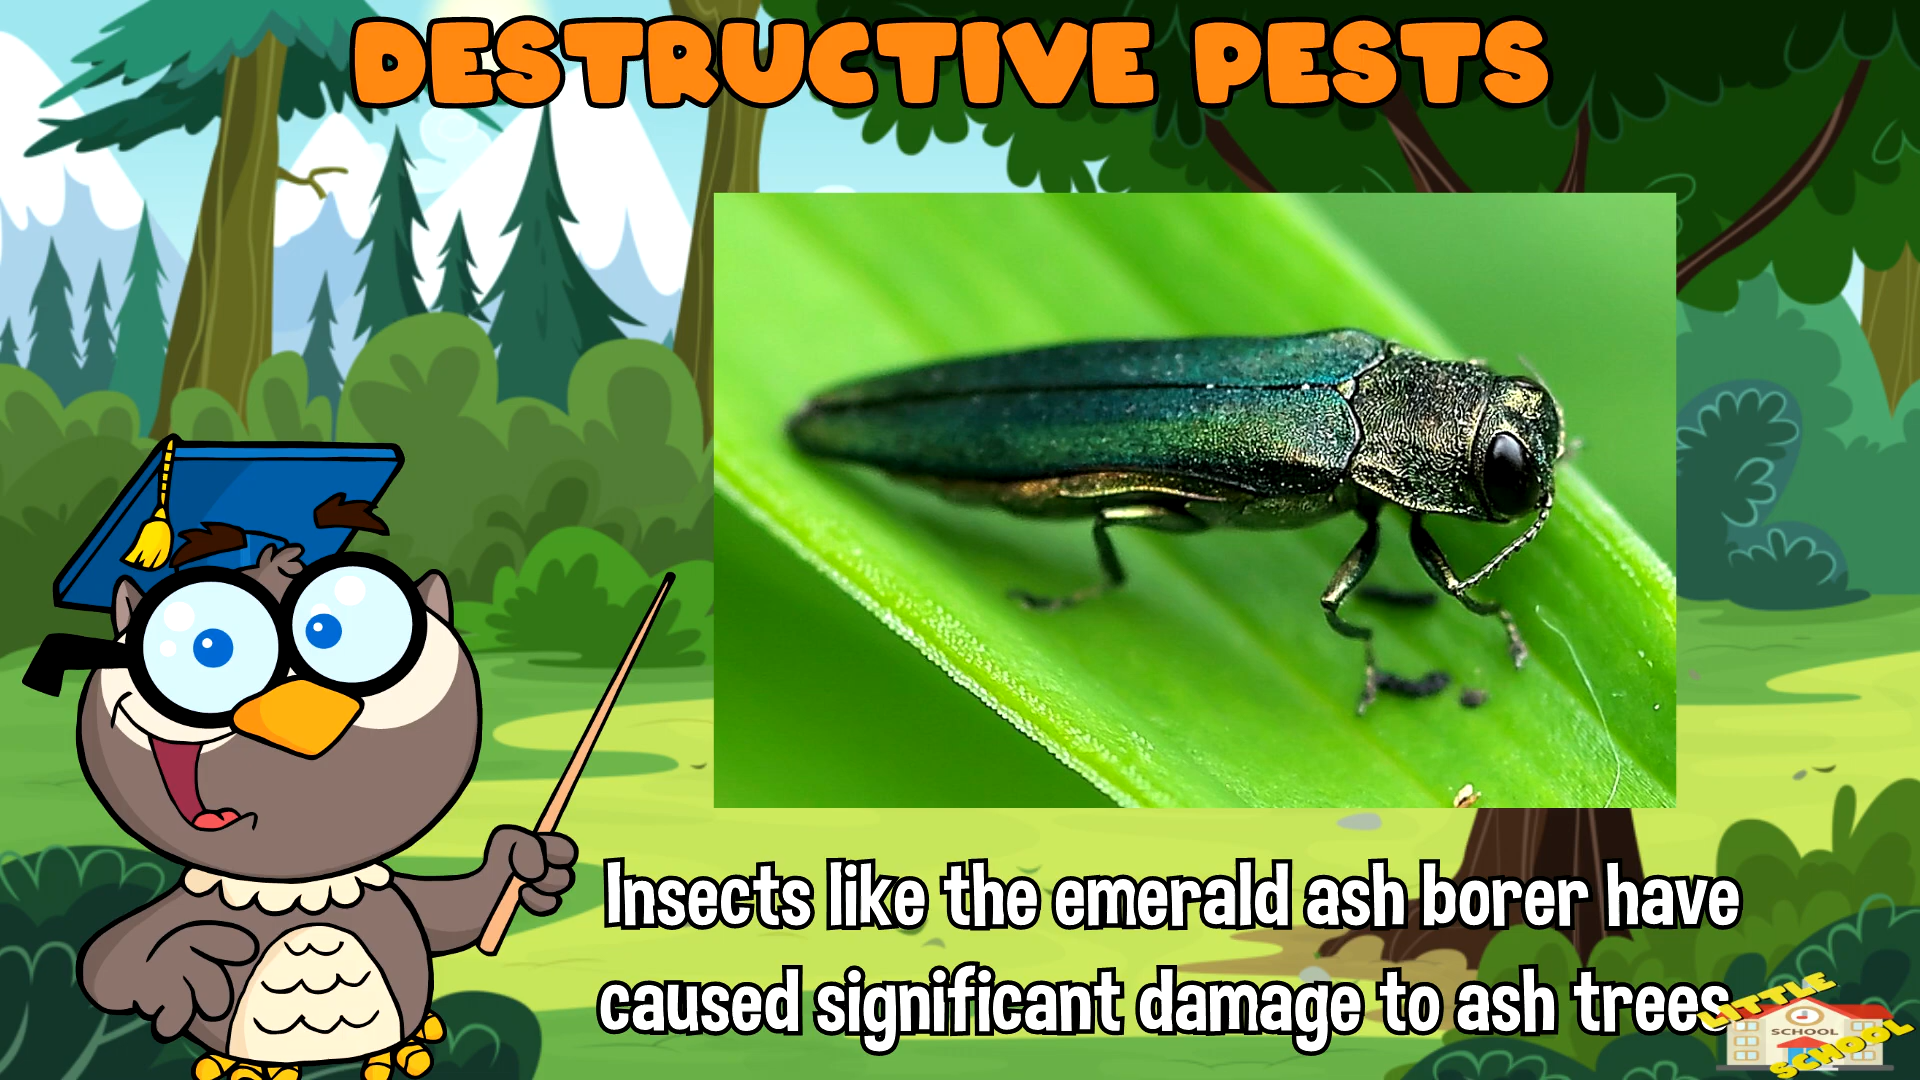 DESTRUCTIVE PESTS
Insects like the emerald ash borer have
caused significant damage to ash trees
LITTLE
SCHOOL
SCHOOL